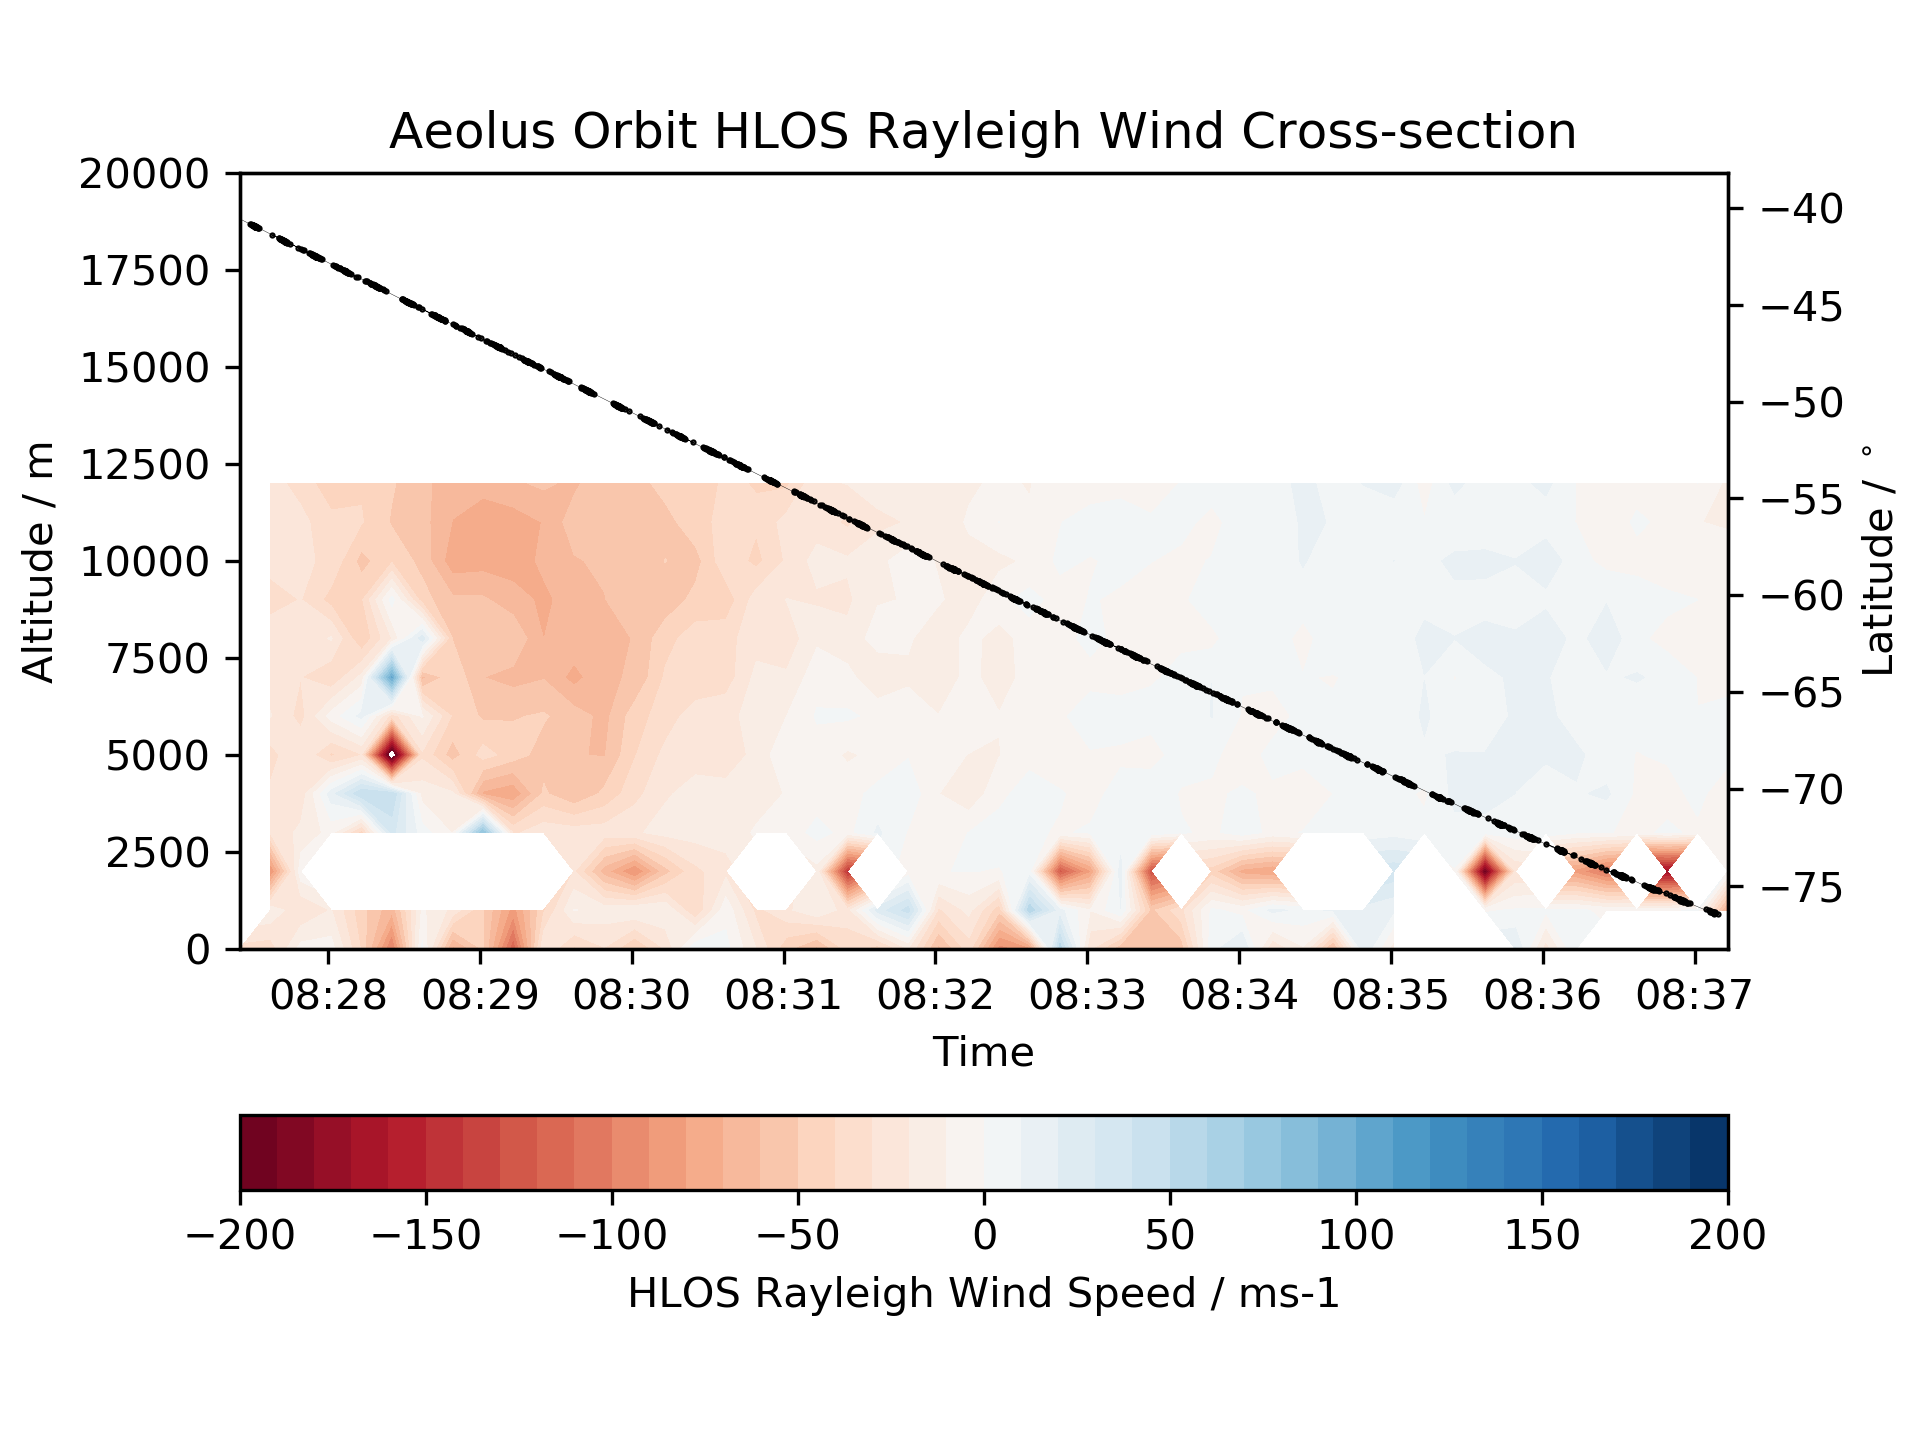 Aeolus Orbit HLOS Rayleigh Wind Cross-section
20000
17500
15000
12500
10000
7500
5000
2500
0
Altitude / m
−40
−45
−50
−55
−60
−65
−70
−75
Latitude / °
08:28 08:29 08:30 08:31 08:32 08:33 08:34 08:35 08:36 08:37
Time
−200 −150 −100 −50 0 50 100 150 200
HLOS Rayleigh Wind Speed / ms-1